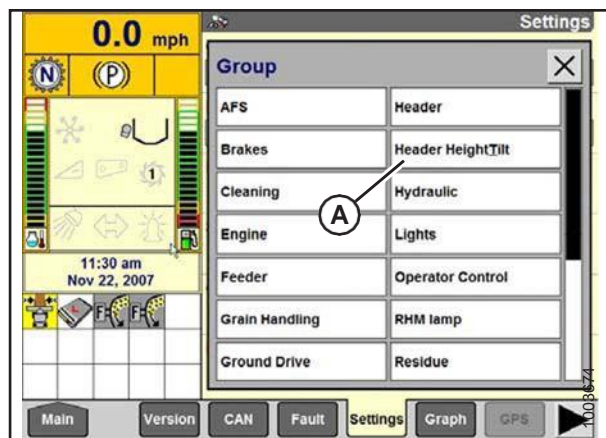 0.0 mph
Settings
N (P)
Group
AFS
Header
Brakes
Header HeightTilt
Cleaning
Hydraulic
A
1
Engine
Lights
11:30 am
Nov 22, 2007
Feeder
Operator Control
F F
Grain Handling
RHM lamp
Ground Drive
Residue
1003674
Main
Version
CAN
Fault
Settings
Graph
GPS